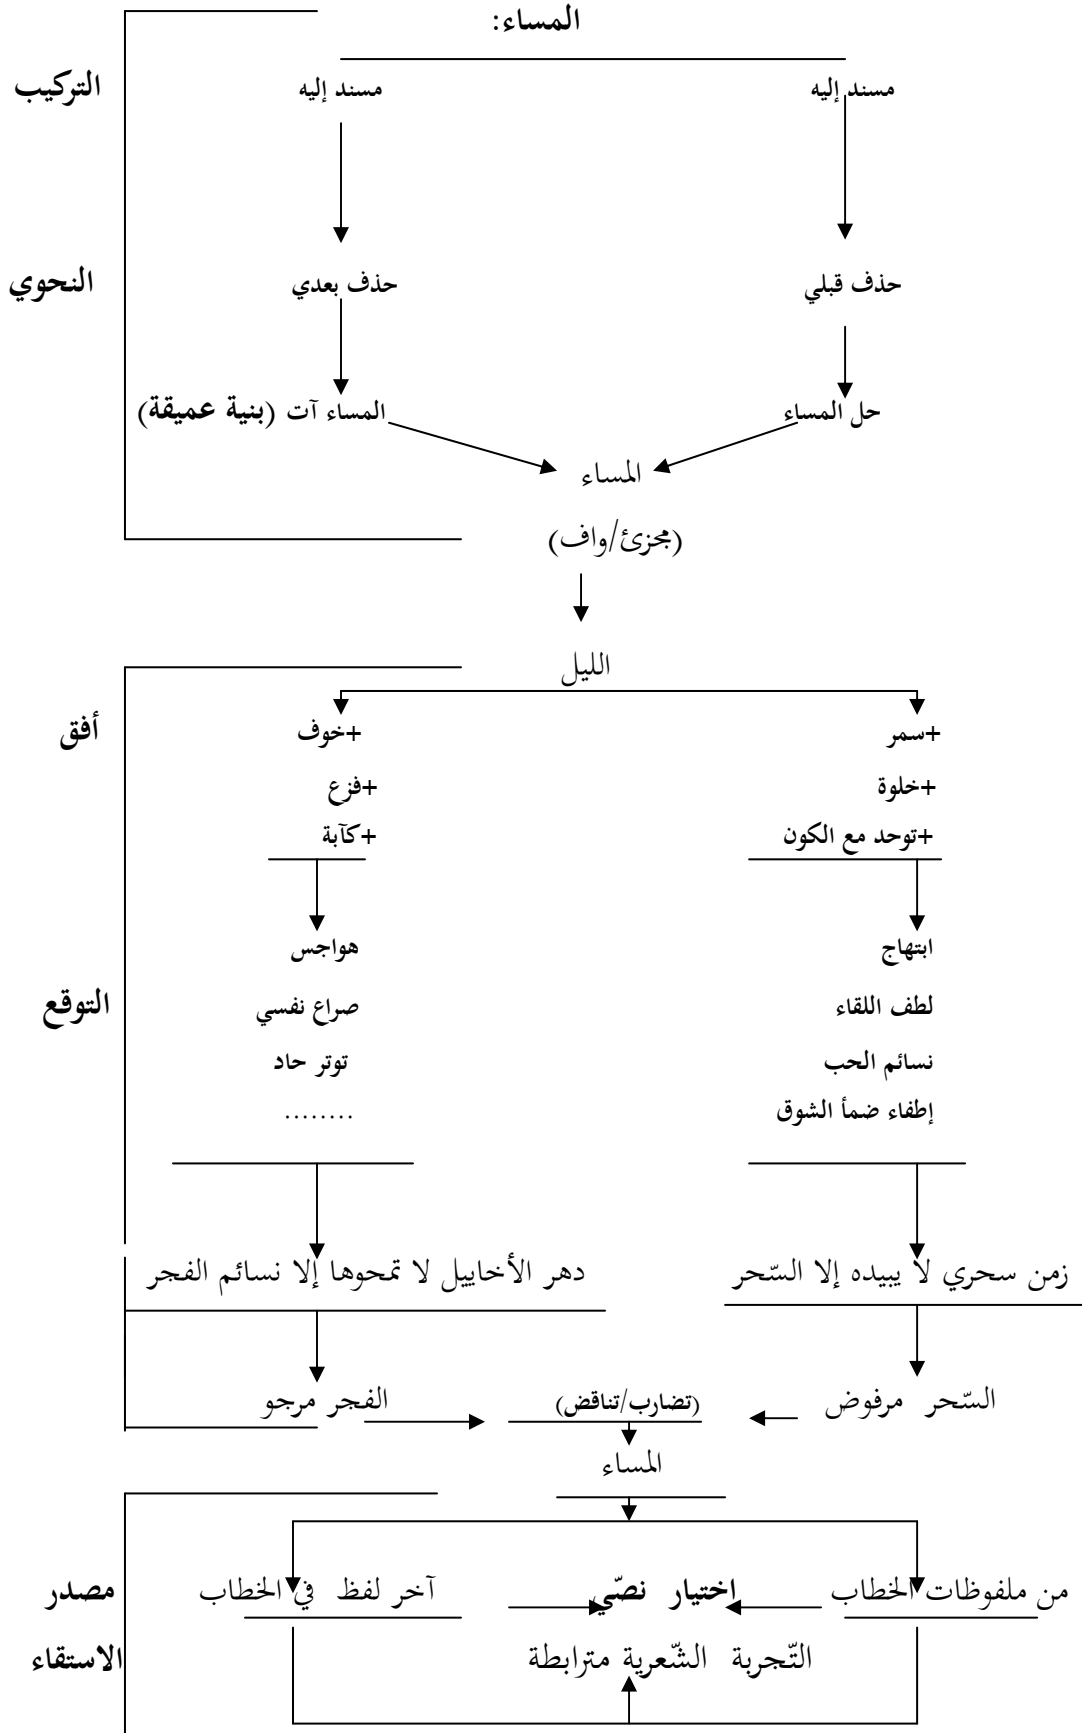 المساء:
التركيب
مسند إليه
مسند إليه
النحوي
حذف قبلي
حذف بعدي
حل المساء
المساء آت (بنية عميقة)
المساء
(مجزئ/واف)
الليل
أفق
+سمر
+خوف
+خلوة
+فزع
+توحد مع الكون
+كآبة
التوقع
ابتهاج
هواجس
لطف اللقاء
صراع نفسي
نسائم الحب
توتر حاد
إطفاء ضمأ الشوق
........
زمن سحري لا يبيده إلا السّحر
دهر الأخاييل لا تمحوها إلا نسائم الفجر
السّحر مرفوض
(تضارب/تناقض)
الفجر مرجو
المساء
مصدر
من ملفوظات الخطاب
اختيار نصّي
آخر لفظ في الخطاب
الاستقاء
التّجربة الشّعرية مترابطة